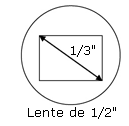 1/3"
Lente de 1/2"